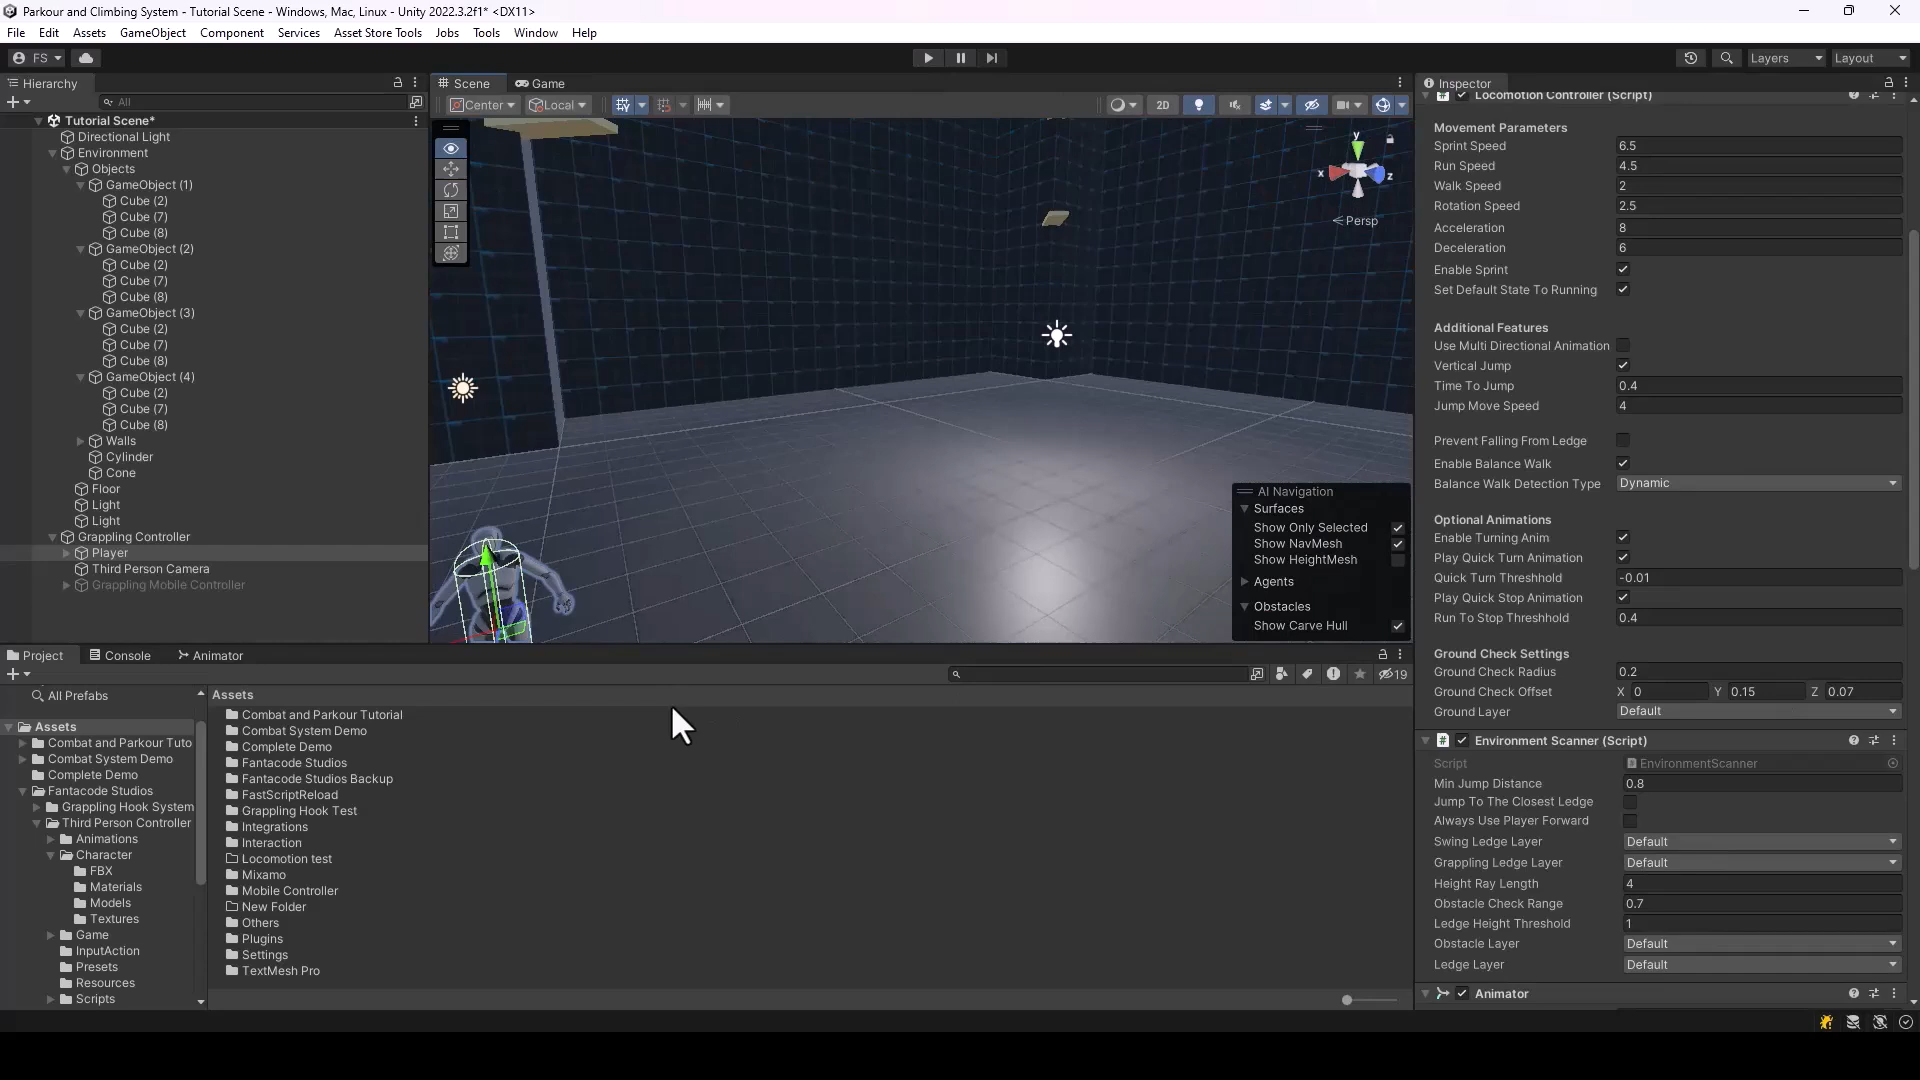 Parkour and Climbing System - Tutorial Scene - Windows, Mac, Linux - Unity 2022.3.2f1* <DX11>
File Edit Assets GameObject Component Services Asset Store Tools Jobs Tools Window Help
FS Layers Layout
Hierarchy
All
Tutorial Scene*
Directional Light
Environment
Objects
GameObject (1)
Cube (2)
Cube (7)
Cube (8)
GameObject (2)
Cube (2)
Cube (7)
Cube (8)
GameObject (3)
Cube (2)
Cube (7)
Cube (8)
GameObject (4)
Cube (2)
Cube (7)
Cube (8)
Walls
Cylinder
Cone
Floor
Light
Light
Grappling Controller
Player
Third Person Camera
Grappling Mobile Controller
Scene Game
Center Local 2D
y
x z
Persp
AI Navigation
Surfaces
Show Only Selected
Show NavMesh
Show HeightMesh
Agents
Obstacles
Show Carve Hull
Inspector
Locomotion Controller (Script)
Movement Parameters
Sprint Speed 6.5
Run Speed 4.5
Walk Speed 2
Rotation Speed 2.5
Acceleration 8
Deceleration 6
Enable Sprint
Set Default State To Running
Additional Features
Use Multi Directional Animation
Vertical Jump
Time To Jump 0.4
Jump Move Speed 4
Prevent Falling From Ledge
Enable Balance Walk
Balance Walk Detection Type Dynamic
Optional Animations
Enable Turning Anim
Play Quick Turn Animation
Quick Turn Threshhold -0.01
Play Quick Stop Animation
Run To Stop Threshhold 0.4
Ground Check Settings
Ground Check Radius 0.2
Ground Check Offset X 0 Y 0.15 Z 0.07
Ground Layer Default
Environment Scanner (Script)
Script EnvironmentScanner
Min Jump Distance 0.8
Jump To The Closest Ledge
Always Use Player Forward
Swing Ledge Layer Default
Grappling Ledge Layer Default
Height Ray Length 4
Obstacle Check Range 0.7
Ledge Height Threshold 1
Obstacle Layer Default
Ledge Layer Default
Animator
Project Console Animator
19
All Prefabs
Assets
Combat and Parkour Tuto
Combat System Demo
Complete Demo
Fantacode Studios
Grappling Hook System
Third Person Controller
Animations
Character
FBX
Materials
Models
Textures
Game
InputAction
Presets
Resources
Scripts
Assets
Combat and Parkour Tutorial
Combat System Demo
Complete Demo
Fantacode Studios
Fantacode Studios Backup
FastScriptReload
Grappling Hook Test
Integrations
Interaction
Locomotion test
Mixamo
Mobile Controller
New Folder
Others
Plugins
Settings
TextMesh Pro